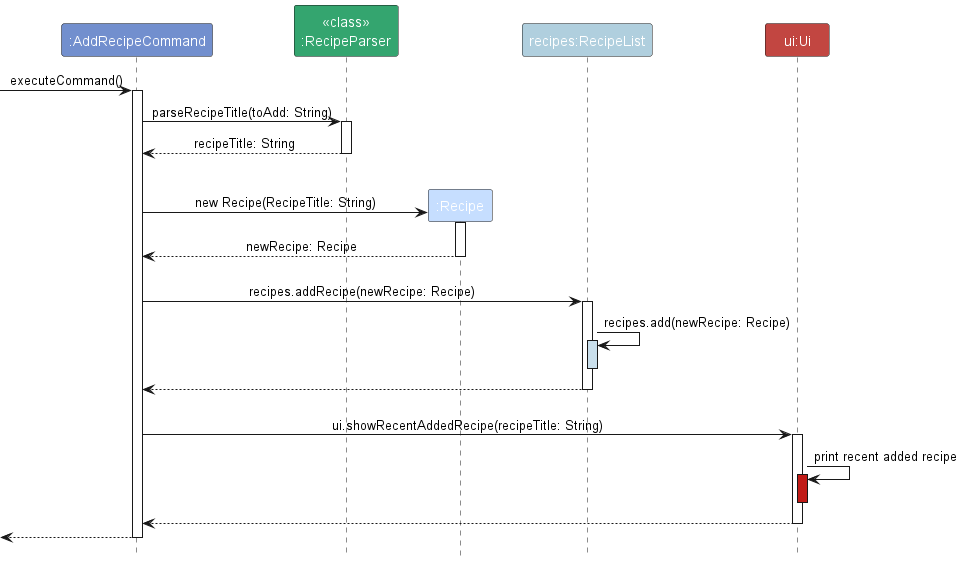 «class»
:AddRecipeCommand
:RecipeParser
recipes:RecipeList
ui:Ui
executeCommand()
parseRecipeTitle(toAdd: String)
recipeTitle: String
new Recipe(RecipeTitle: String)
:Recipe
newRecipe: Recipe
recipes.addRecipe(newRecipe: Recipe)
recipes.add(newRecipe: Recipe)
ui.showRecentAddedRecipe(recipeTitle: String)
print recent added recipe